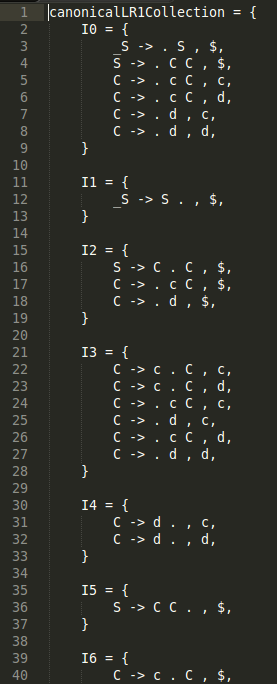 1 canonicalLR1Collection = {
2 I0 = {
3 _S -> . S , $,
4 S -> . C C , $,
5 C -> . c C , c,
6 C -> . c C , d,
7 C -> . d , c,
8 C -> . d , d,
9 }
10
11 I1 = {
12 _S -> S . , $,
13 }
14
15 I2 = {
16 S -> C . C , $,
17 C -> . c C , $,
18 C -> . d , $,
19 }
20
21 I3 = {
22 C -> c . C , c,
23 C -> c . C , d,
24 C -> . c C , c,
25 C -> . d , c,
26 C -> . c C , d,
27 C -> . d , d,
28 }
29
30 I4 = {
31 C -> d . , c,
32 C -> d . , d,
33 }
34
35 I5 = {
36 S -> C C . , $,
37 }
38
39 I6 = {
40 C -> c . C , $,